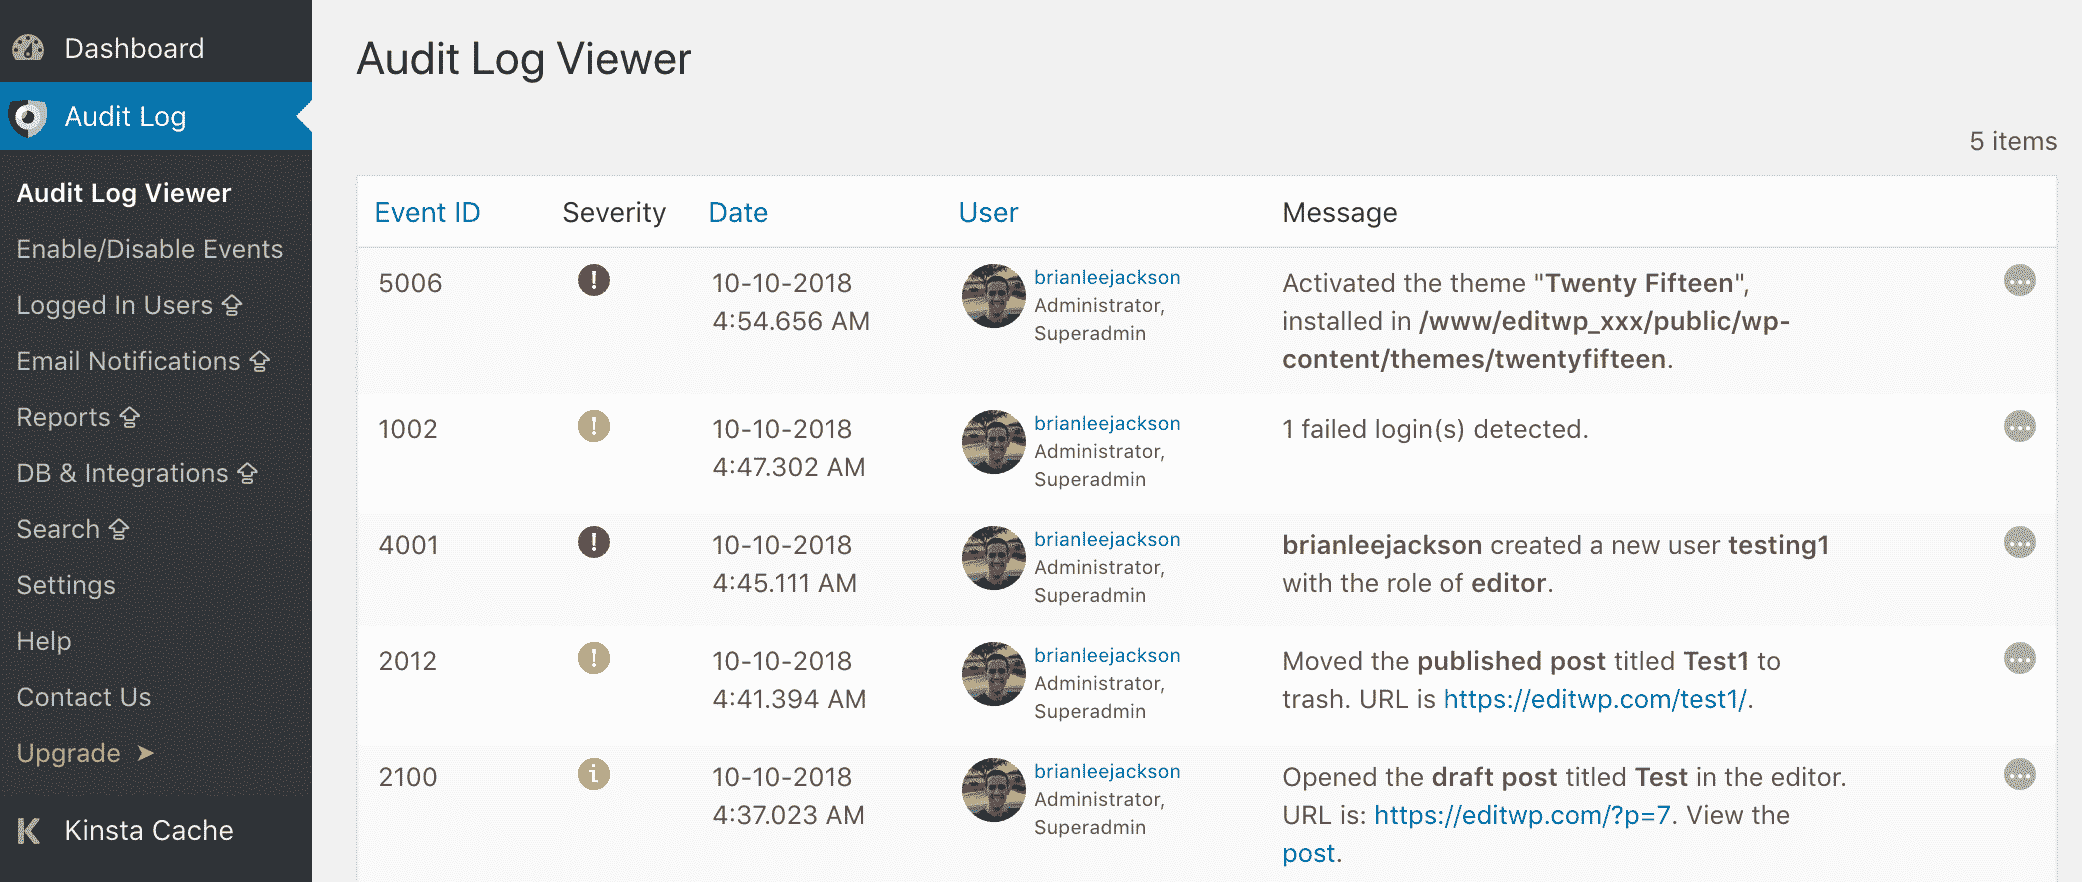 Dashboard
Audit Log
Audit Log Viewer
Enable/Disable Events
Logged In Users
Email Notifications
Reports
DB & Integrations
Search
Settings
Help
Contact Us
Upgrade
Kinsta Cache
Audit Log Viewer
5 items
Event ID Severity Date User Message
5006 ! 10-10-2018 brianleejackson Activated the theme "Twenty Fifteen",
4:54.656 AM Administrator, installed in /www/editwp_xxx/public/wp-
Superadmin content/themes/twentyfifteen.
1002 ! 10-10-2018 brianleejackson 1 failed login(s) detected.
4:47.302 AM Administrator,
Superadmin
4001 ! 10-10-2018 brianleejackson brianleejackson created a new user testing1
4:45.111 AM Administrator, with the role of editor.
Superadmin
2012 ! 10-10-2018 brianleejackson Moved the published post titled Test1 to
4:41.394 AM Administrator, trash. URL is https://editwp.com/test1/.
Superadmin
2100 i 10-10-2018 brianleejackson Opened the draft post titled Test in the editor.
4:37.023 AM Administrator, URL is: https://editwp.com/?p=7. View the
Superadmin post.